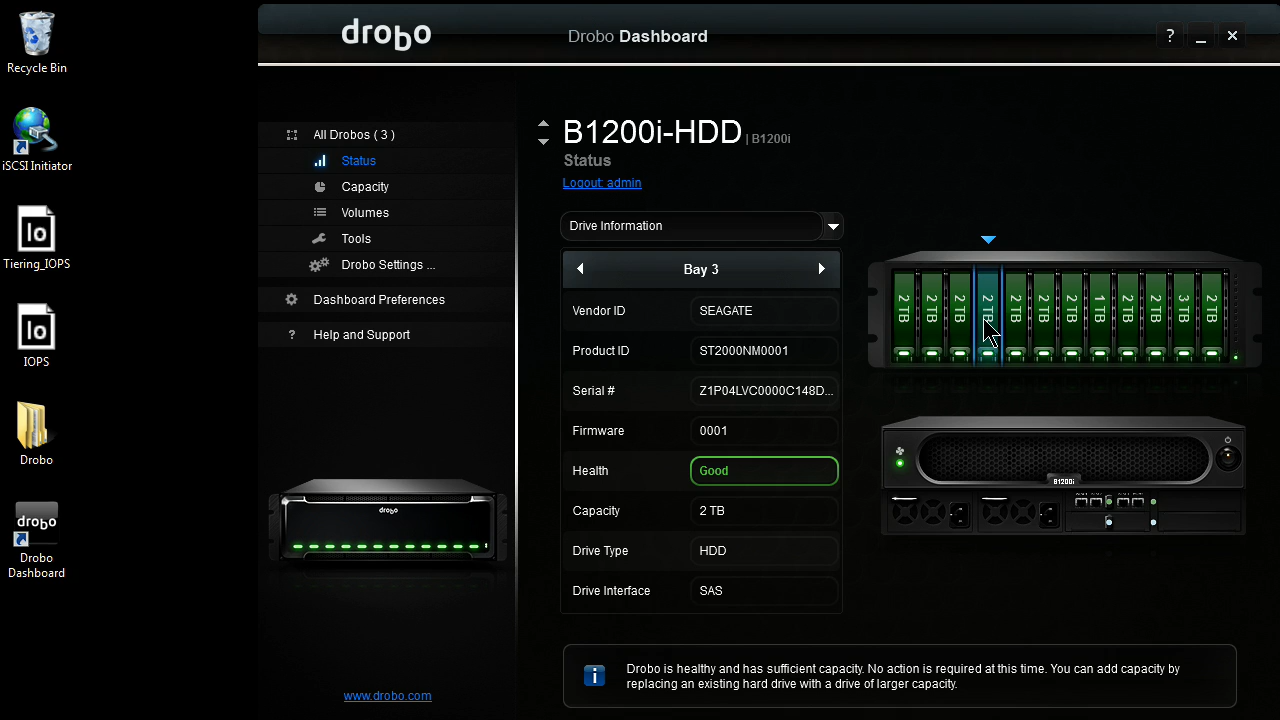 Recycle Bin
iSCSI Initiator
Io
Tiering_IOPS
Io
IOPS
Drobo
drobo
Drobo
Dashboard
drobo
Drobo Dashboard
?
All Drobos ( 3 )
Status
Capacity
Volumes
Tools
Drobo Settings ...
Dashboard Preferences
? Help and Support
drobo
www.drobo.com
B1200i-HDD | B1200i
Status
Logout: admin
Drive Information
Bay 3
Vendor ID SEAGATE
Product ID ST2000NM0001
Serial # Z1P04LVC0000C148D...
Firmware 0001
Health Good
Capacity 2 TB
Drive Type HDD
Drive Interface SAS
2 TB 2 TB 2 TB 2 TB 2 TB 2 TB 2 TB 1 TB 2 TB 2 TB 3 TB 2 TB
B1200i
i
Drobo is healthy and has sufficient capacity. No action is required at this time. You can add capacity by
replacing an existing hard drive with a drive of larger capacity.